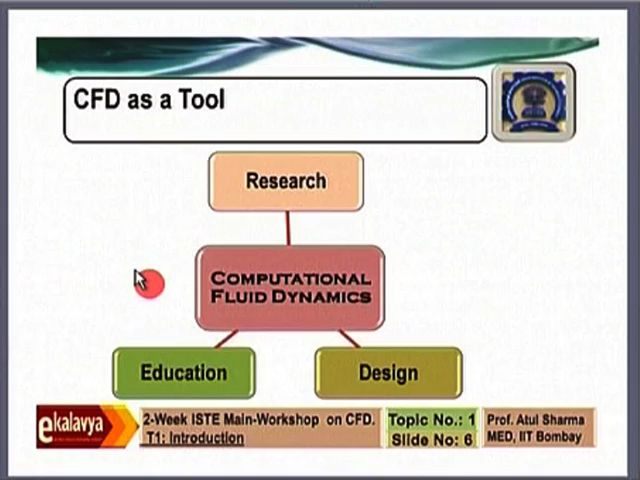 CFD as a Tool
Research
COMPUTATIONAL
FLUID DYNAMICS
Education
Design
ekalavya
2-Week ISTE Main-Workshop on CFD.
T1: Introduction
Topic No.: 1
Slide No: 6
Prof. Atul Sharma
MED, IIT Bombay